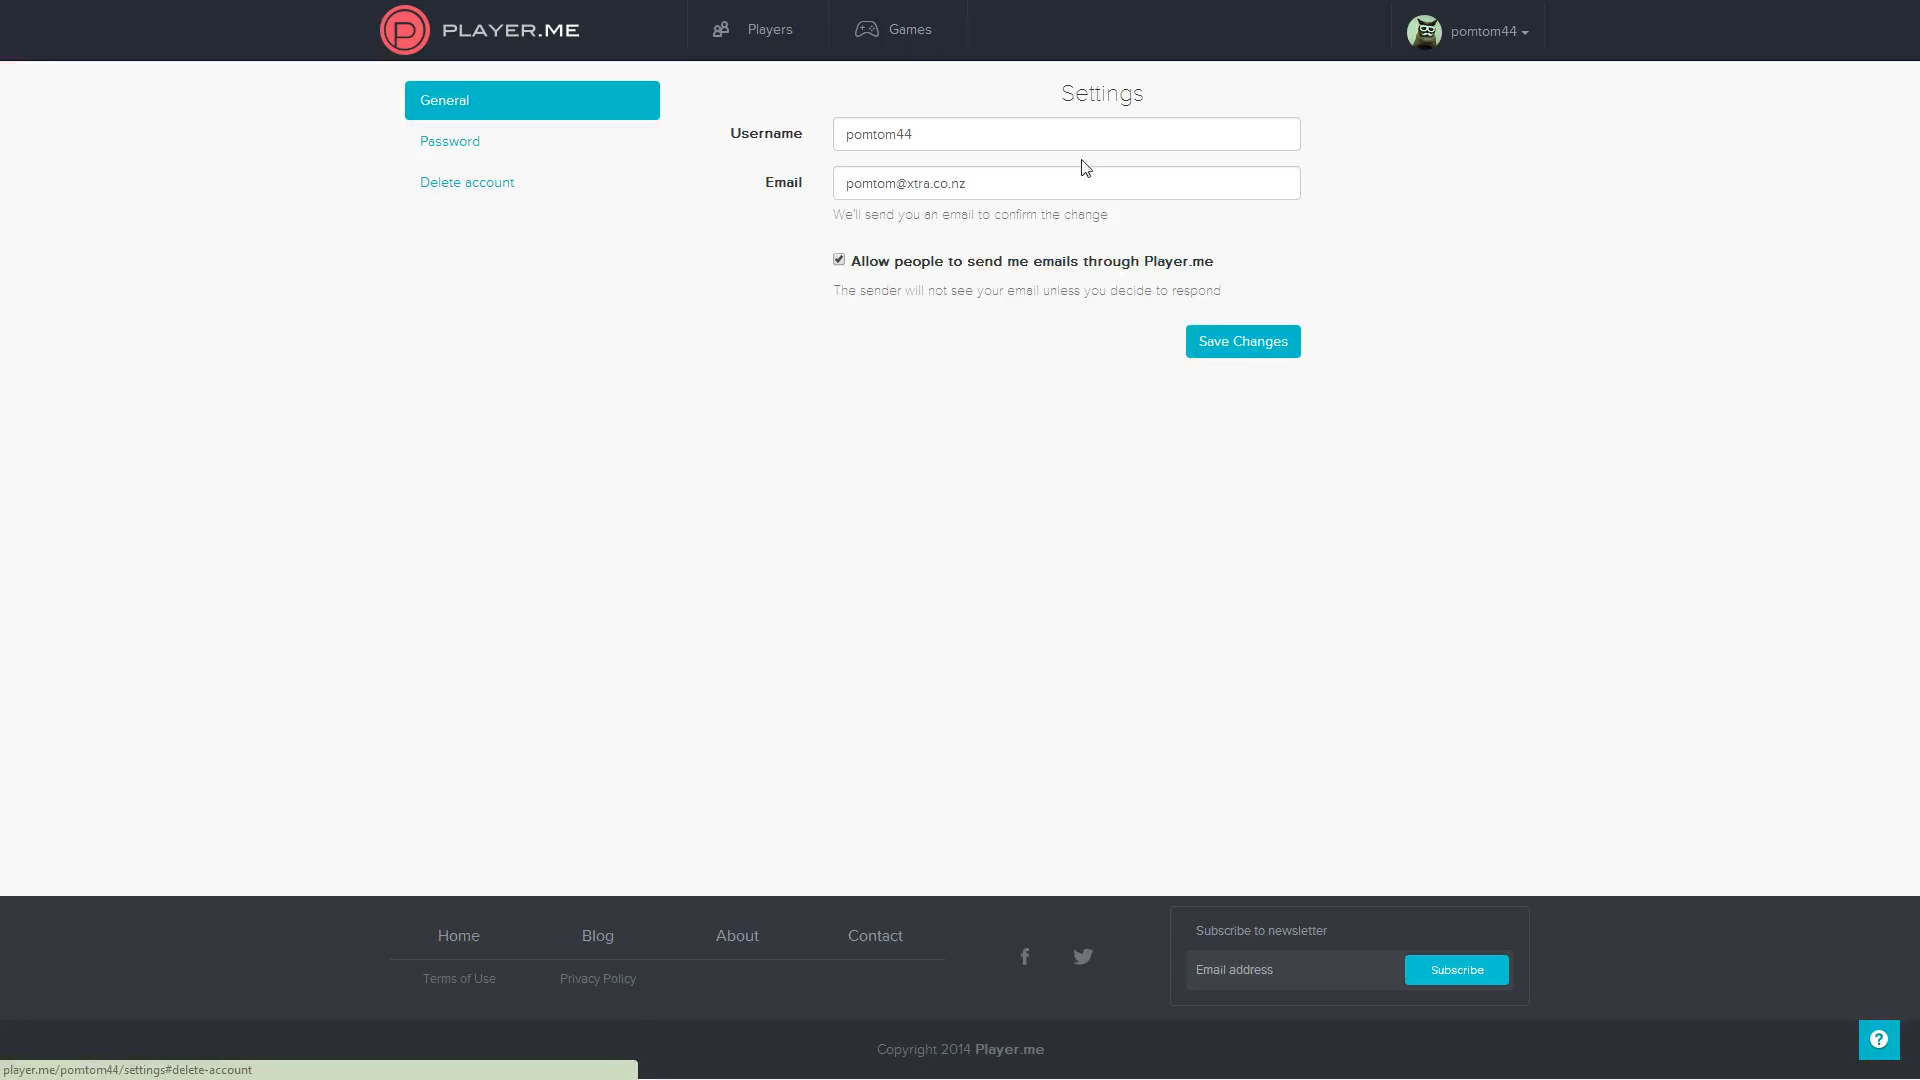 PLAYER.ME
Players
Games
pomtom44
General
Password
Delete account
Settings
Username
pomtom44
Email
pomtom@xtra.co.nz
We'll send you an email to confirm the change
Allow people to send me emails through Player.me
The sender will not see your email unless you decide to respond
Save Changes
Home
Blog
About
Contact
Terms of Use
Privacy Policy
Subscribe to newsletter
Email address
Subscribe
Copyright 2014 Player.me
player.me/pomtom44/settings#delete-account